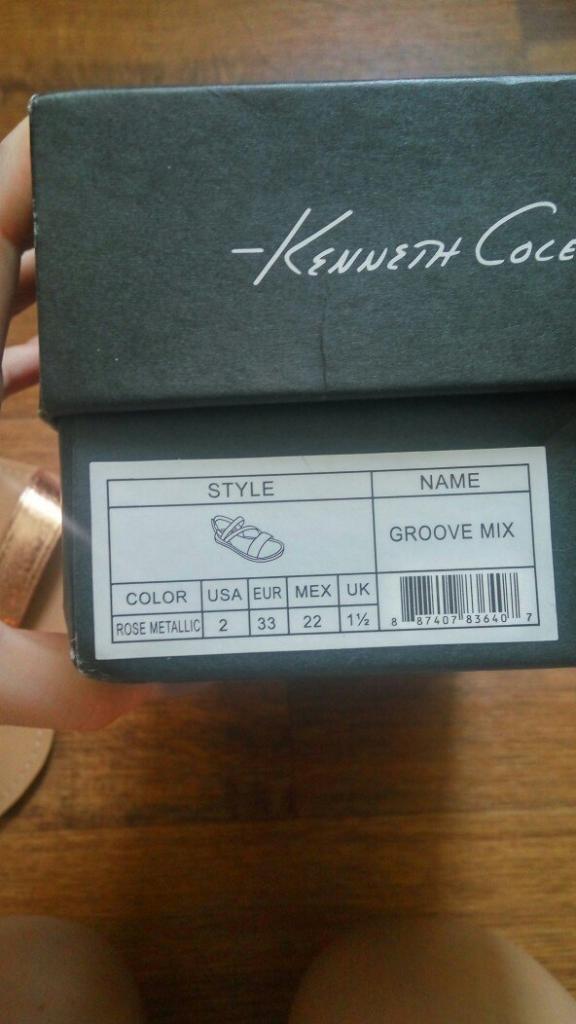 -KENNETH COLE
STYLE NAME
GROOVE MIX
COLOR USA EUR MEX UK
ROSE METALLIC 2 33 22 1½
8 87407 83640 7